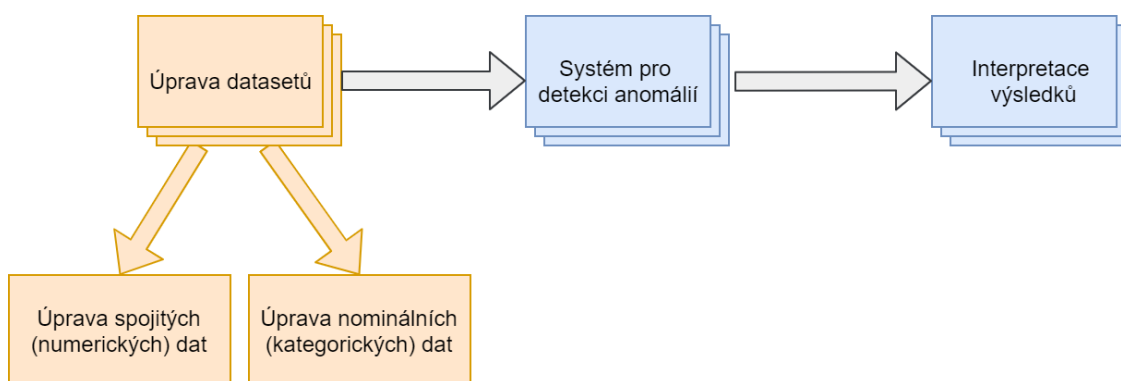 Úprava datasetů
Systém pro
detekci anomálií
Interpretace
výsledků
Úprava spojitých
(numerických) dat
Úprava nominálních
(kategorických) dat